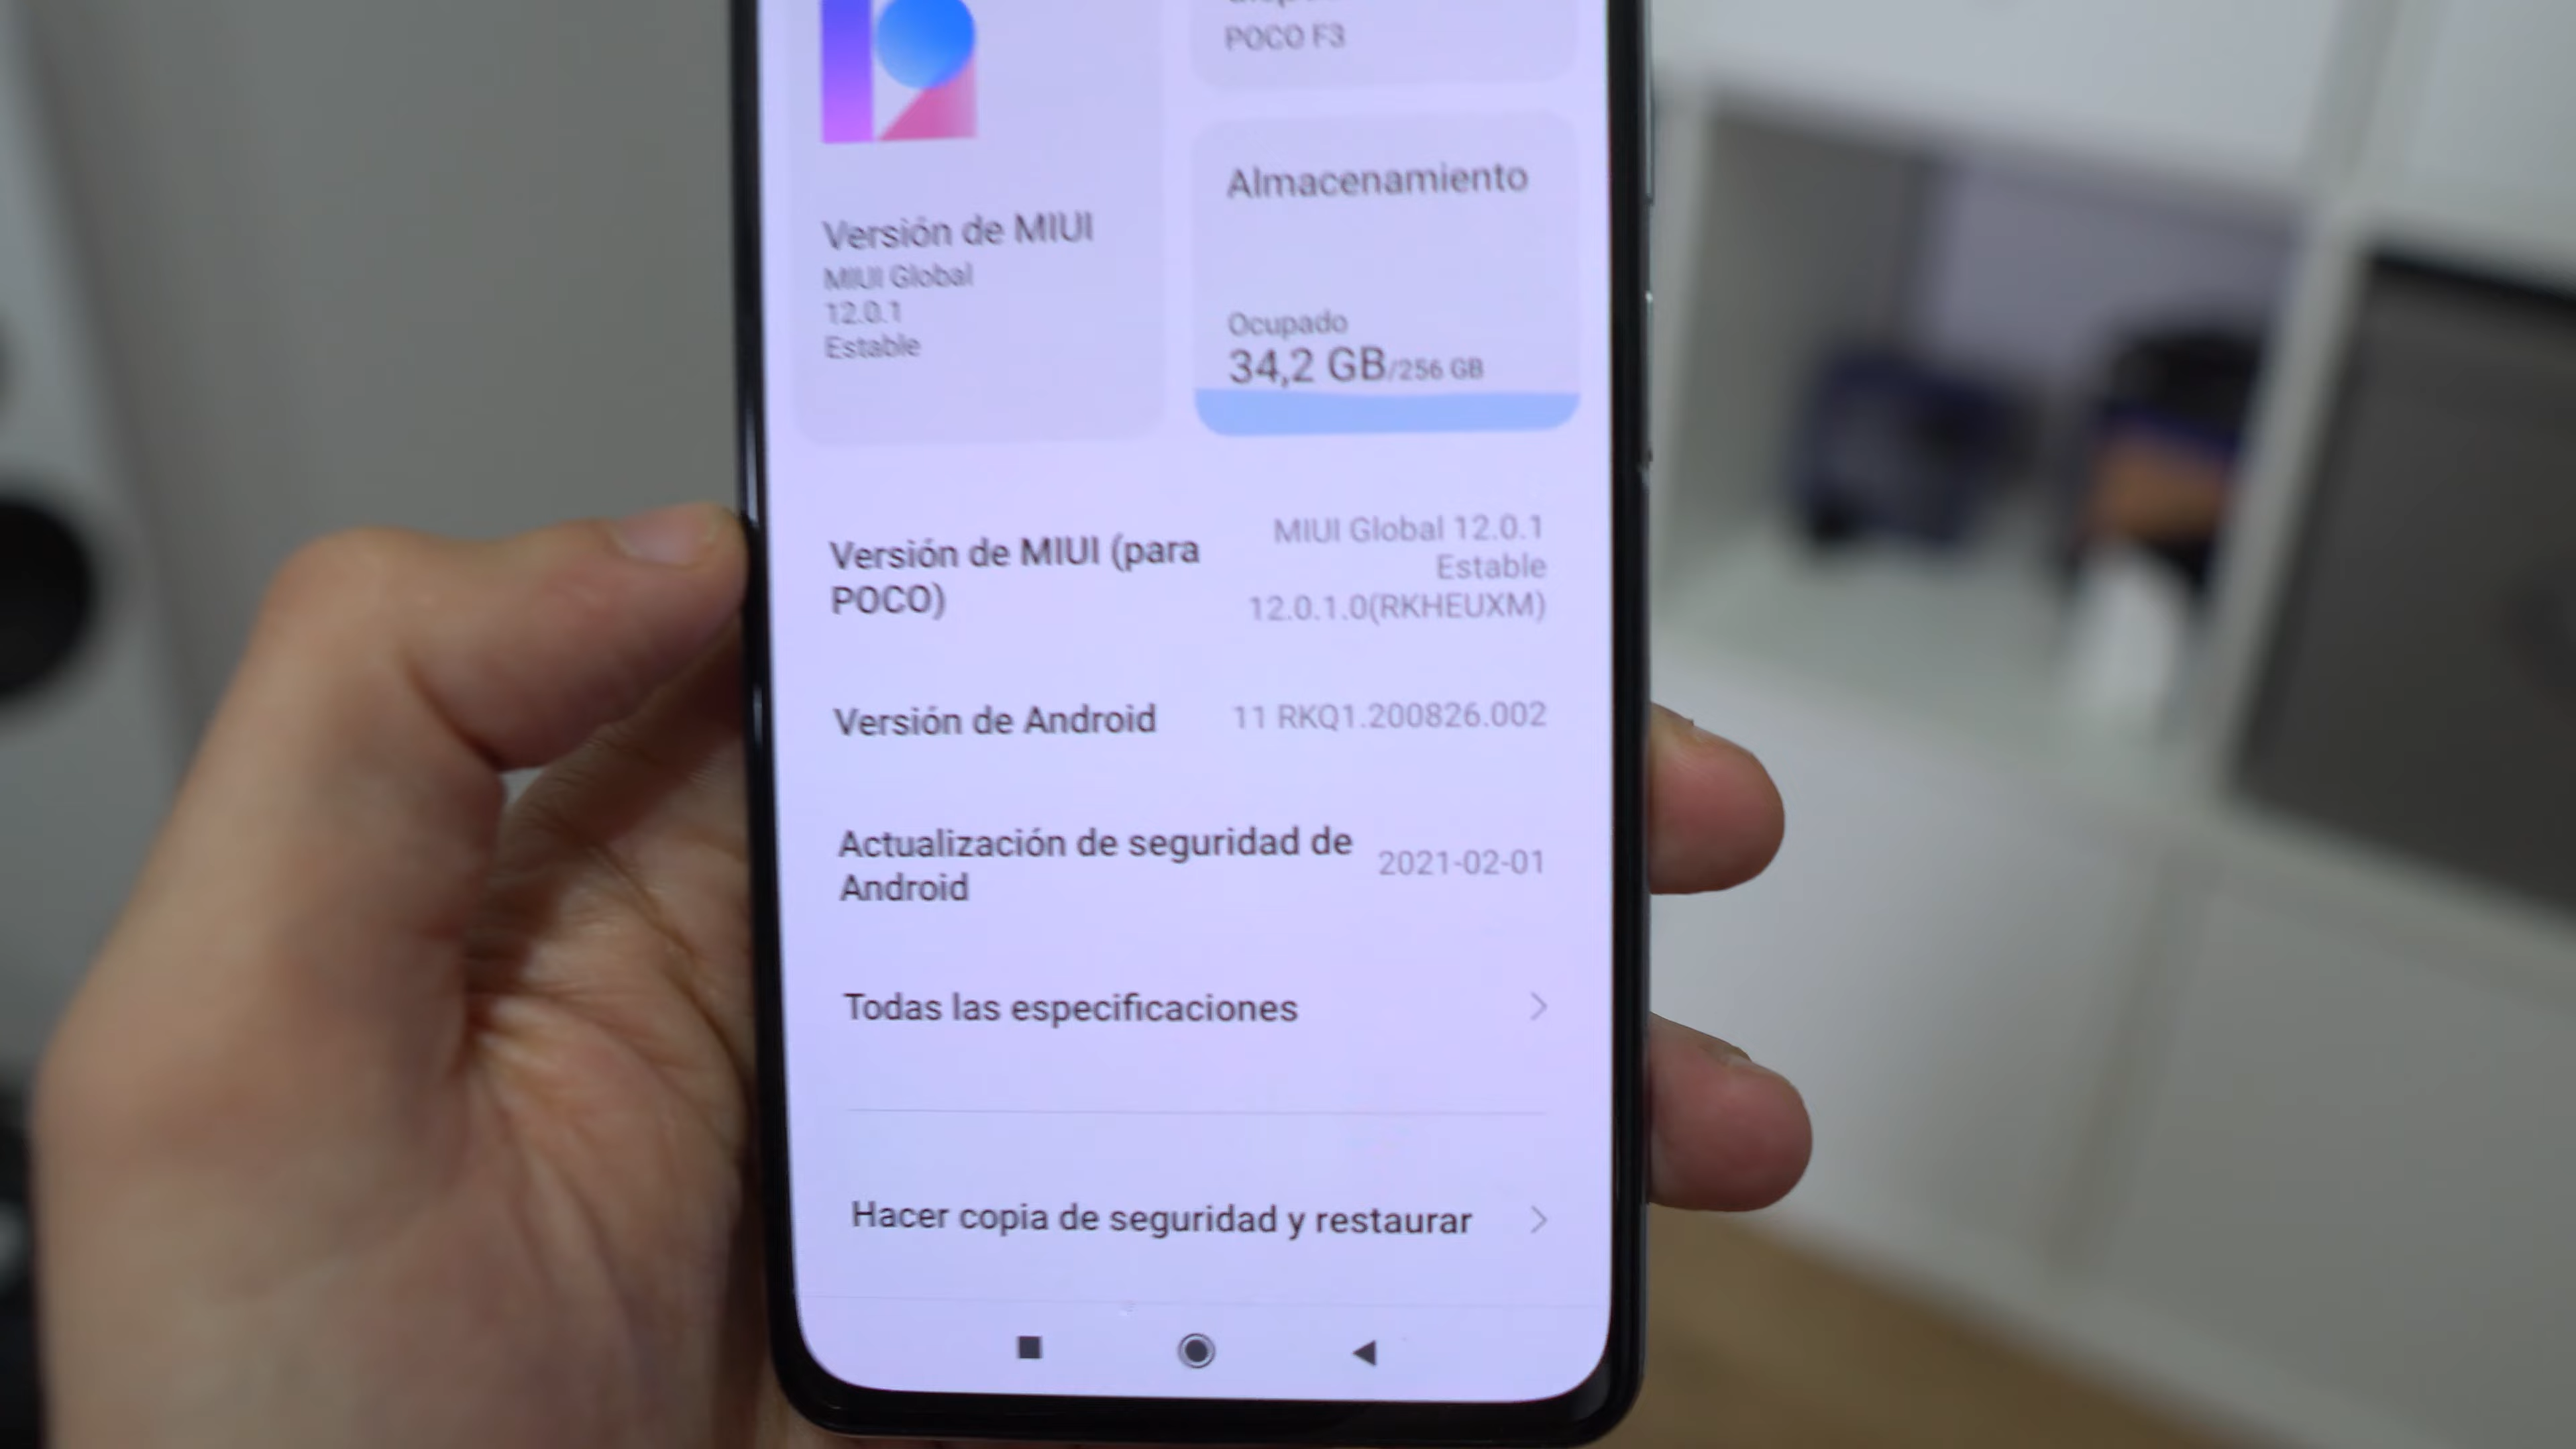 POCO F3
Almacenamiento
Ocupado
34,2 GB/256 GB
Versión de MIUI
MIUI Global
12.0.1
Estable
Versión de MIUI (para
POCO)
MIUI Global 12.0.1
Estable
12.0.1.0(RKHEUXM)
Versión de Android
11 RKQ1.200826.002
Actualización de seguridad de
Android
2021-02-01
Todas las especificaciones
Hacer copia de seguridad y restaurar